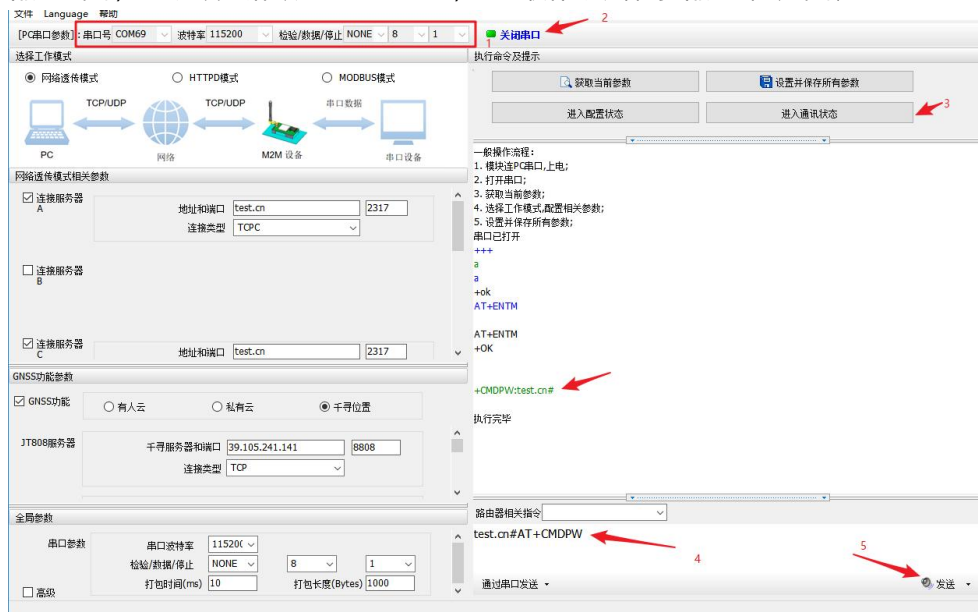 文件 Language 帮助
[PC串口参数]:串口号 COM69 波特率 115200 检验/数据/停止 NONE 8 1 关闭串口
1
2
选择工作模式
网络透传模式 HTTPD模式 MODBUS模式
TCP/UDP TCP/UDP 串口数据
PC 网络 M2M 设备 串口设备
网络透传模式相关参数
连接服务器
A
地址和端口 test.cn 2317
连接类型 TCPC
连接服务器
B
连接服务器
C
地址和端口 test.cn 2317
GNSS功能参数
GNSS功能 有人云 私有云 千寻位置
JT808服务器 千寻服务器和端口 39.105.241.141 8808
连接类型 TCP
全局参数
串口参数 串口波特率 11520(
检验/数据/停止 NONE 8 1
打包时间(ms) 10 打包长度(Bytes) 1000
高级
执行命令及提示
获取当前参数 设置并保存所有参数
进入配置状态 进入通讯状态
3
一般操作流程:
1. 模块连PC串口,上电;
2. 打开串口;
3. 获取当前参数;
4. 选择工作模式,配置相关参数;
5. 设置并保存所有参数;
串口已打开
+++
a
a
+ok
AT+ENTM
AT+ENTM
+OK
+CMDPW:test.cn#
执行完毕
路由器相关指令
test.cn#AT+CMDPW
4
5
通过串口发送 发送